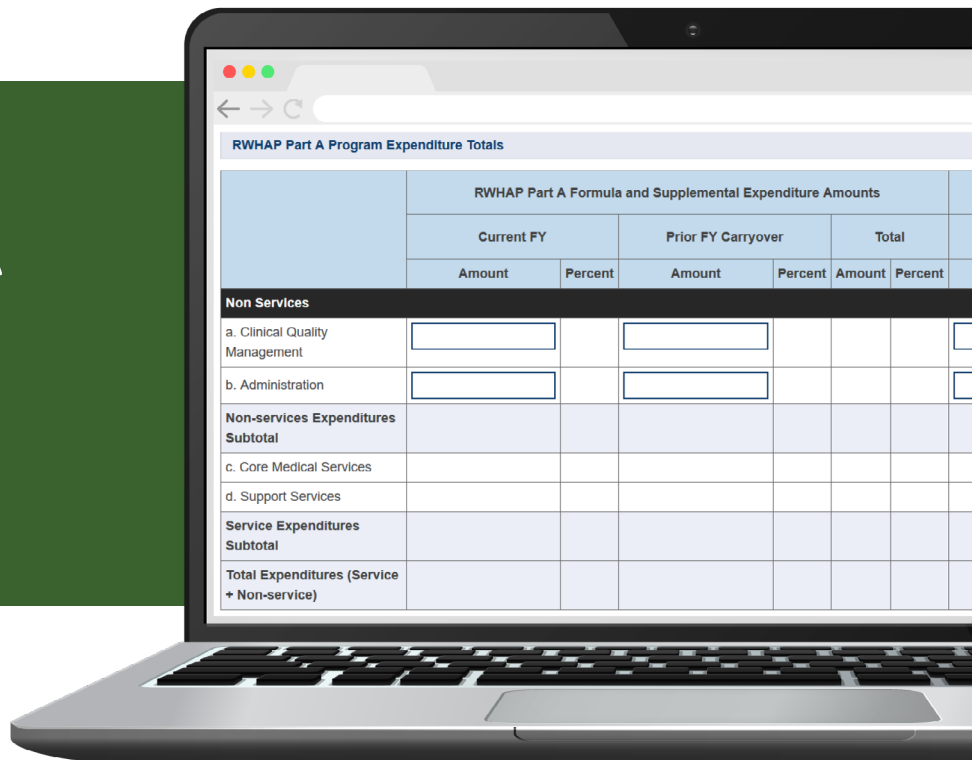 RWHAP Part A Program Expenditure Totals
RWHAP Part A Formula and Supplemental Expenditure Amounts
Current FY
Prior FY Carryover
Total
Amount
Percent
Amount
Percent
Amount
Percent
Non Services
a. Clinical Quality
Management
b. Administration
Non-services Expenditures
Subtotal
c. Core Medical Services
d. Support Services
Service Expenditures
Subtotal
Total Expenditures (Service
+ Non-service)